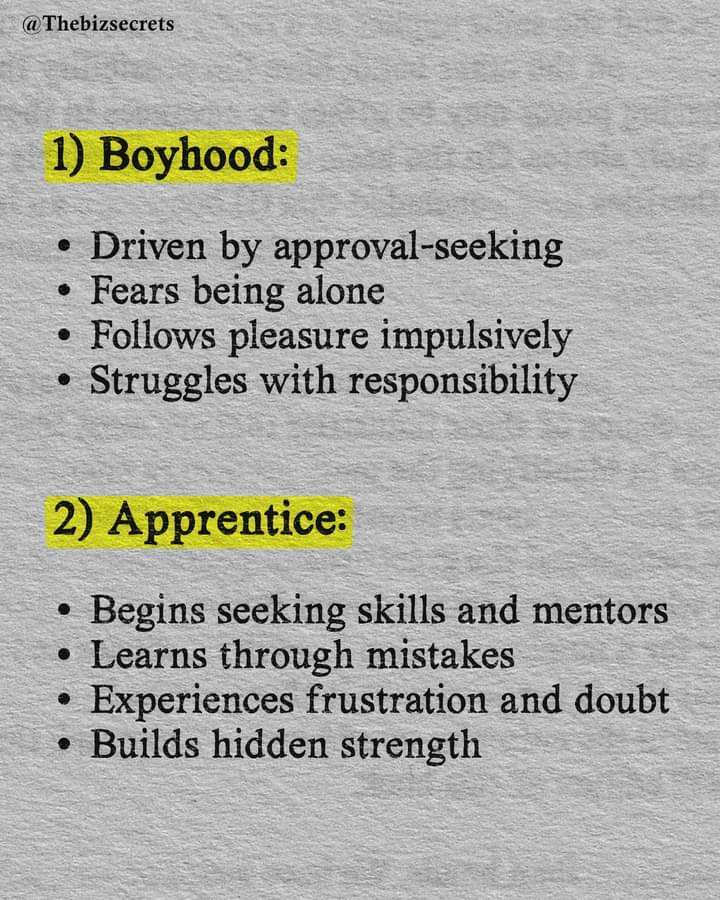 @Thebizsecrets
1) Boyhood:
• Driven by approval-seeking
• Fears being alone
• Follows pleasure impulsively
• Struggles with responsibility
2) Apprentice:
• Begins seeking skills and mentors
• Learns through mistakes
• Experiences frustration and doubt
• Builds hidden strength